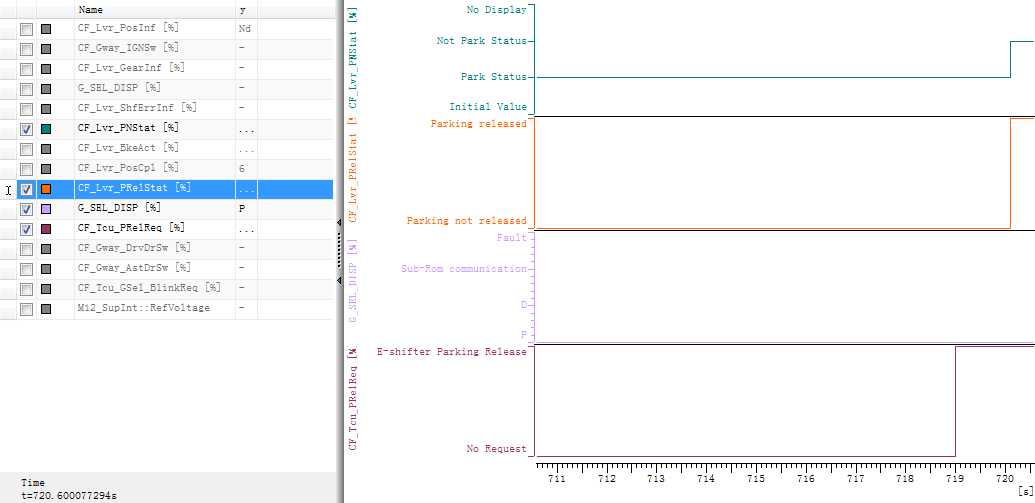 Name y
CF_Lvr_PosInf [%] Nd
CF_Gway_IGNSw [%] -
CF_Lvr_GearInf [%] -
G_SEL_DISP [%] -
CF_Lvr_ShfErrInf [%] -
CF_Lvr_PNStat [%] ...
CF_Lvr_BkeAct [%] ...
CF_Lvr_PosCpl [%] 6
CF_Lvr_PRelStat [%] ...
G_SEL_DISP [%] P
CF_Tcu_PRelReq [%] ...
CF_Gway_DrvDrSw [%] -
CF_Gway_AstDrSw [%] -
CF_Tcu_GSel_BlinkReq [%] -
M12_SupInt::RefVoltage -
Time
t=720.600077294s
CF_Lvr_PNStat [%]
No Display
Not Park Status
Park Status
Initial Value
CF_Lvr_PRelStat [%
Parking released
Parking not released
G_SEL_DISP [%]
Fault
Sub-Rom communication
D
P
CF_Tcu_PRelReq [%
E-shifter Parking Release
No Request
711 712 713 714 715 716 717 718 719 720
[s]